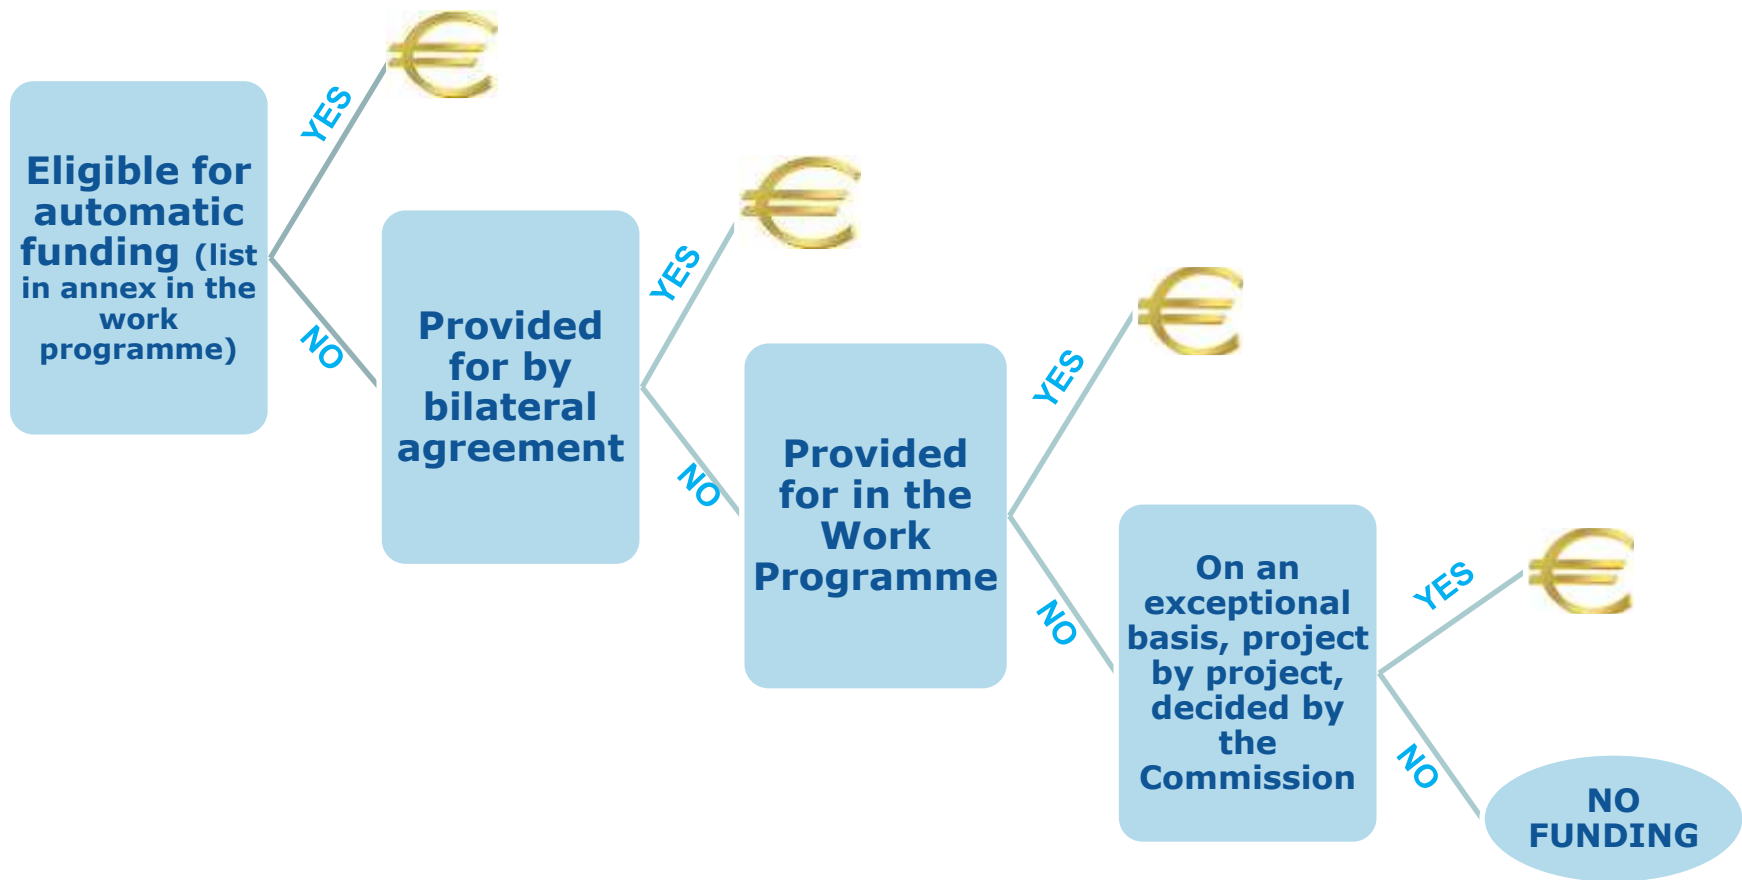 Eligible for
automatic
funding (list
in annex in the
work
programme)
YES
NO
Provided
for by
bilateral
agreement
YES
NO
Provided
for in the
Work
Programme
YES
NO
On an
exceptional
basis, project
by project,
decided by
the
Commission
YES
NO
NO
FUNDING